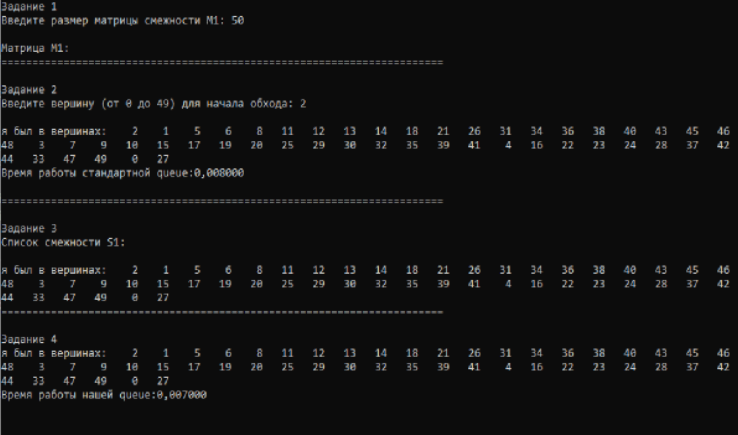 Задание 1
Введите размер матрицы смежности M1: 50
Матрица M1:
=======================================================================
Задание 2
Введите вершину (от 0 до 49) для начала обхода: 2
я был в вершинах: 2 1 5 6 8 11 12 13 14 18 21 26 31 34 36 38 40 43 45 46
48 3 7 9 10 15 17 19 20 25 29 30 32 35 39 41 4 16 22 23 24 28 37 42
44 33 47 49 0 27
Время работы стандартной queue:0,008000
=======================================================================
Задание 3
Список смежности S1:
я был в вершинах: 2 1 5 6 8 11 12 13 14 18 21 26 31 34 36 38 40 43 45 46
48 3 7 9 10 15 17 19 20 25 29 30 32 35 39 41 4 16 22 23 24 28 37 42
44 33 47 49 0 27
-----------------------------------------------------------------------
Задание 4
я был в вершинах: 2 1 5 6 8 11 12 13 14 18 21 26 31 34 36 38 40 43 45 46
48 3 7 9 10 15 17 19 20 25 29 30 32 35 39 41 4 16 22 23 24 28 37 42
44 33 47 49 0 27
Время работы нашей queue:0,007000